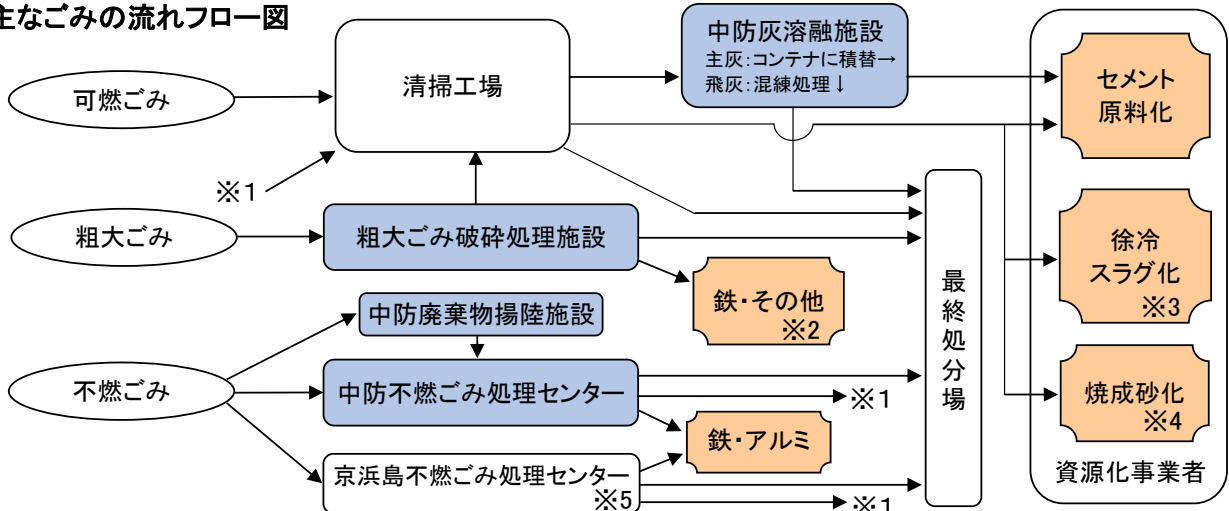 主なごみの流れフロー図
可燃ごみ
※1
粗大ごみ
不燃ごみ
清掃工場
粗大ごみ破砕処理施設
中防廃棄物揚陸施設
中防不燃ごみ処理センター
京浜島不燃ごみ処理センター
※5
中防灰溶融施設
主灰:コンテナに積替→
飛灰:混練処理↓
鉄・その他
※2
※1
鉄・アルミ
※1
最終処分場
セメント
原料化
徐冷
スラグ化
※3
焼成砂化
※4
資源化事業者